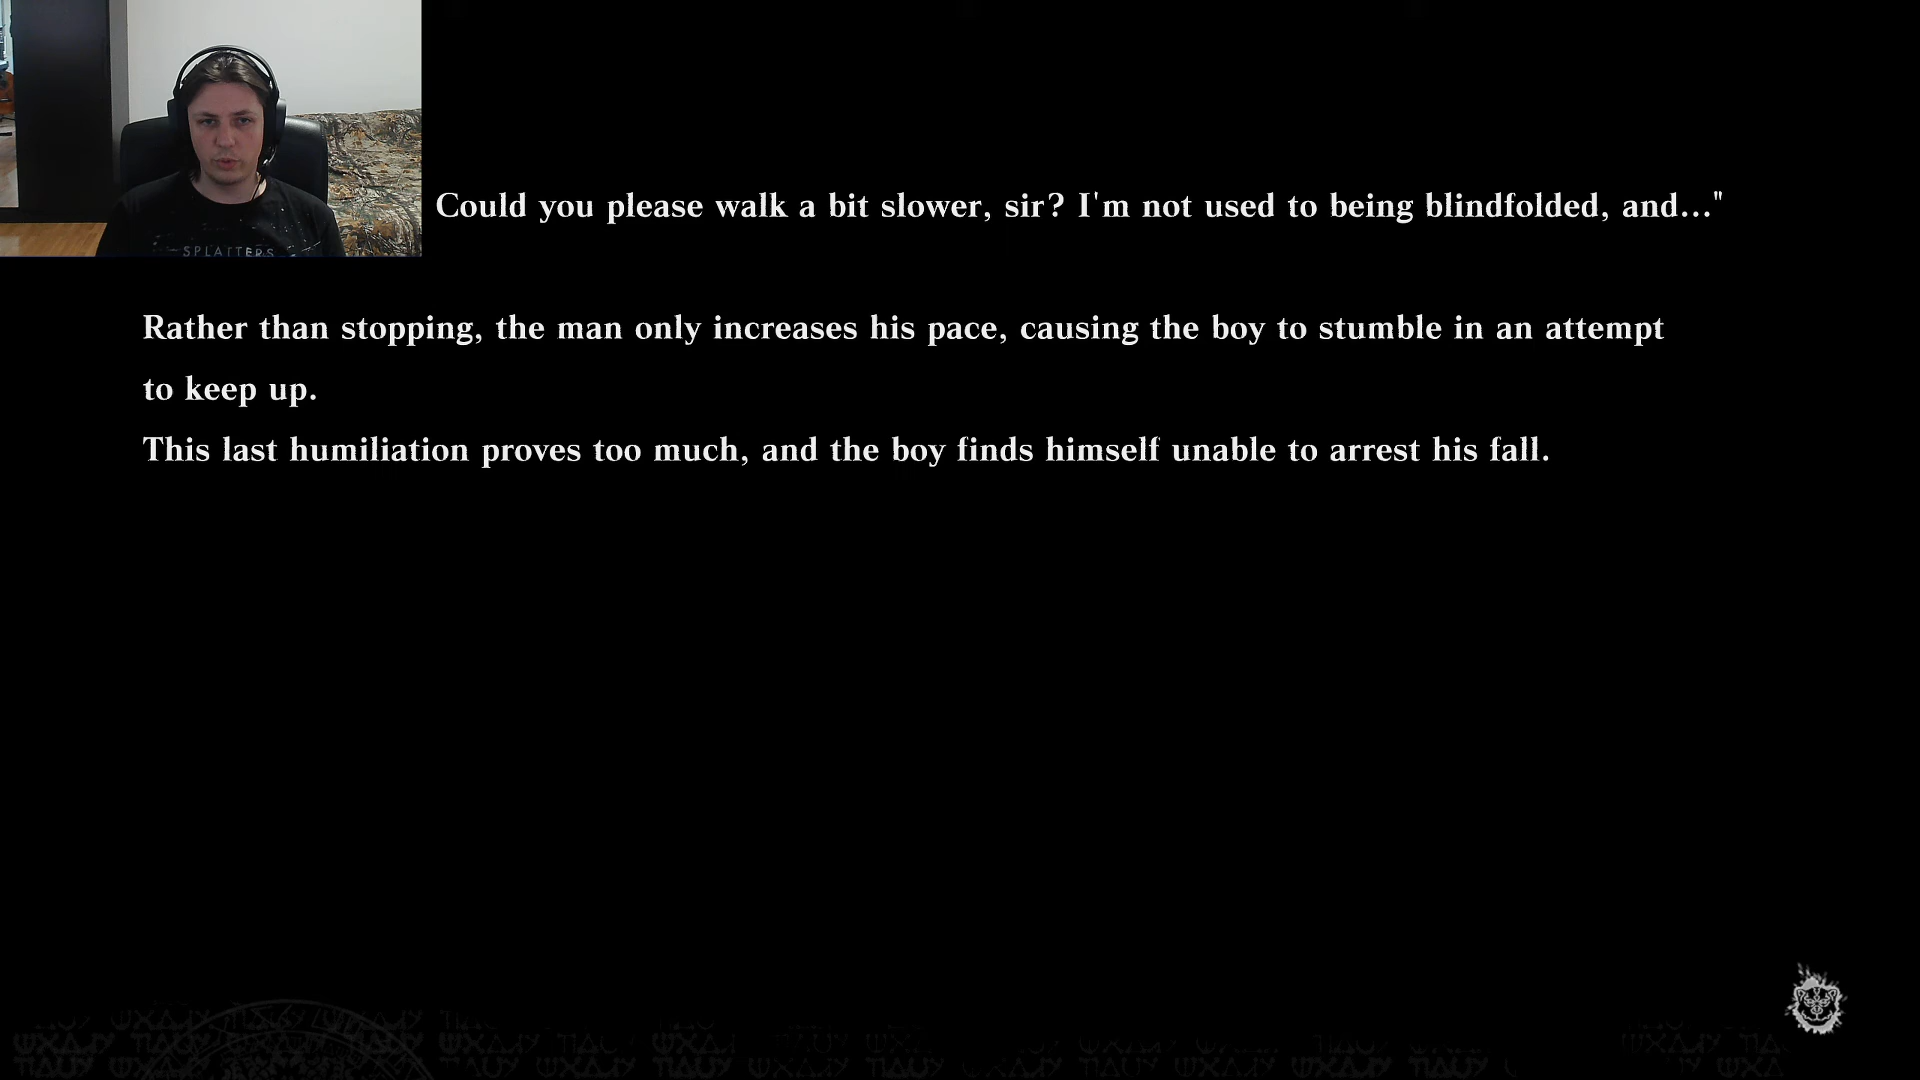 SPLATTERS
Could you please walk a bit slower, sir? I'm not used to being blindfolded, and..."
Rather than stopping, the man only increases his pace, causing the boy to stumble in an attempt
to keep up.
This last humiliation proves too much, and the boy finds himself unable to arrest his fall.